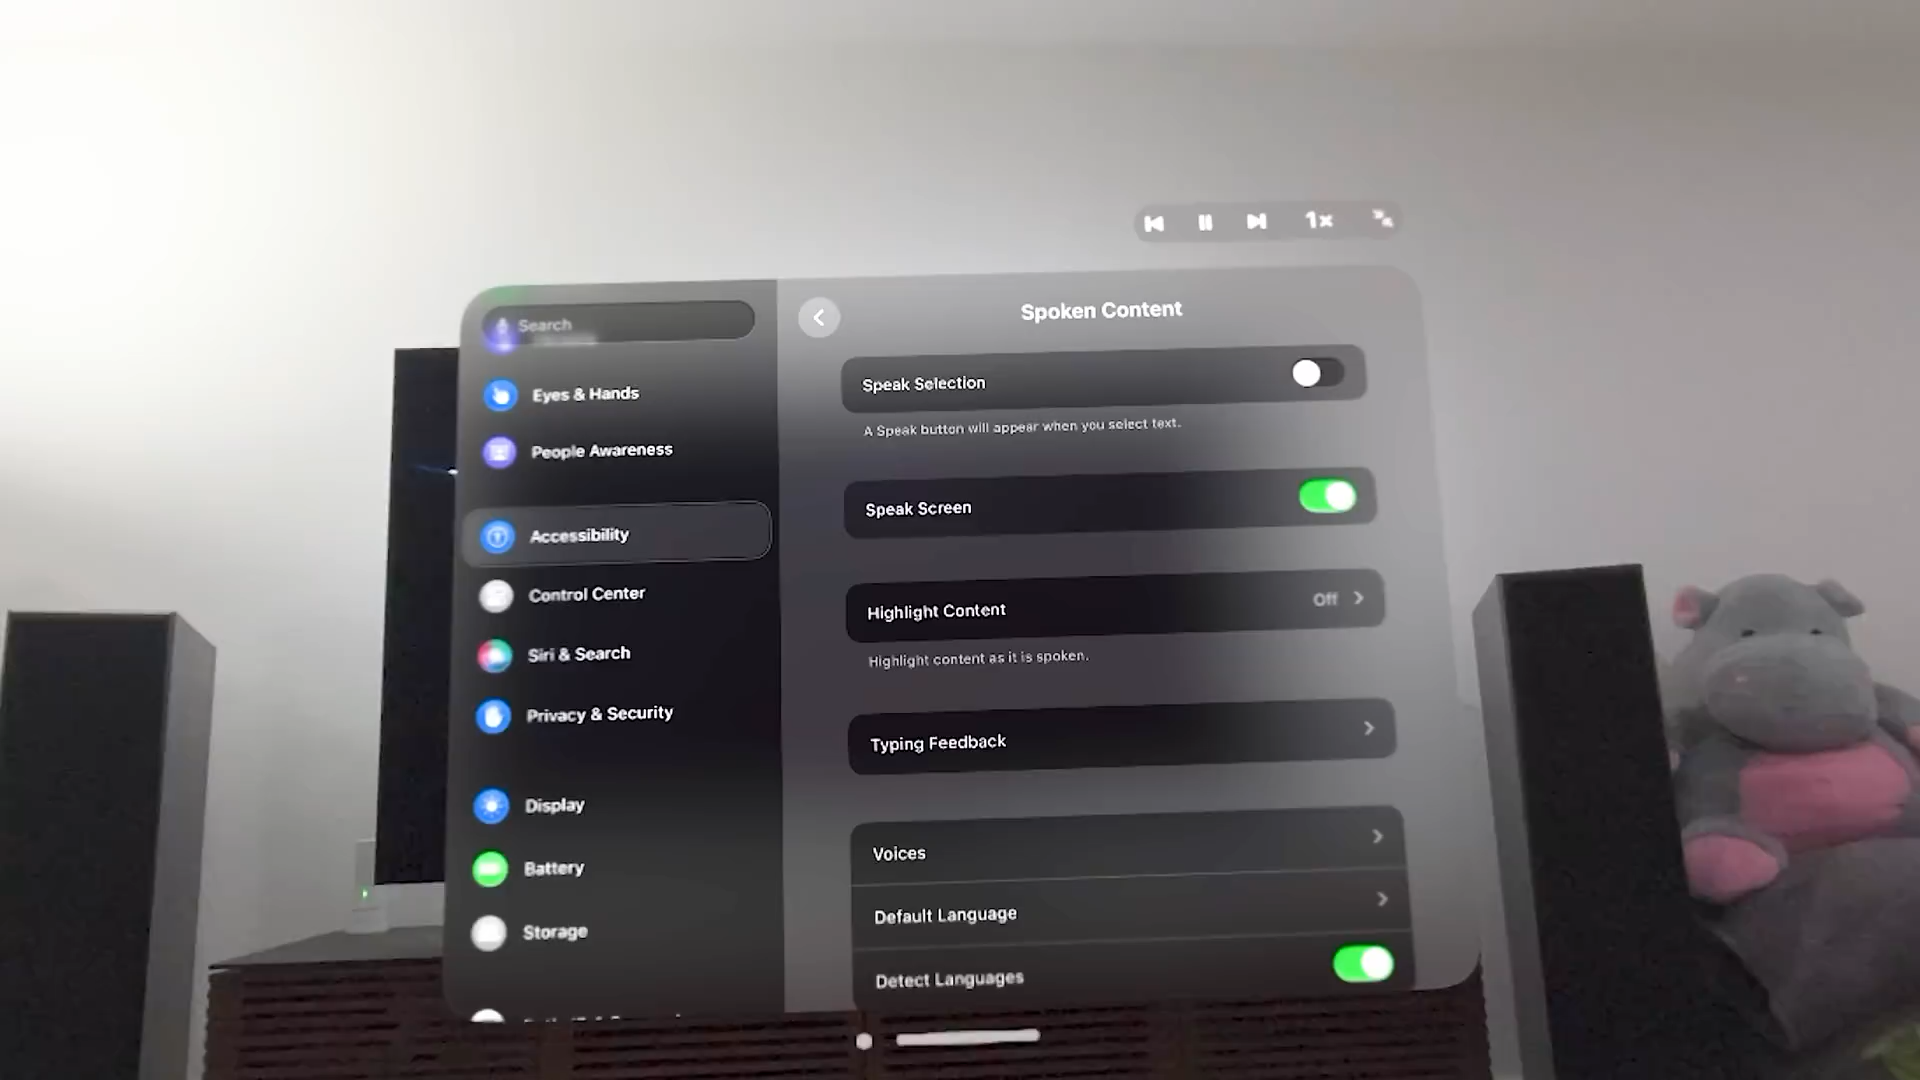 1x
Search
Spoken Content
Eyes & Hands
People Awareness
Accessibility
Control Center
Siri & Search
Privacy & Security
Display
Battery
Storage
Speak Selection
A Speak button will appear when you select text.
Speak Screen
Highlight Content
Off
Highlight content as it is spoken.
Typing Feedback
Voices
Default Language
Detect Languages